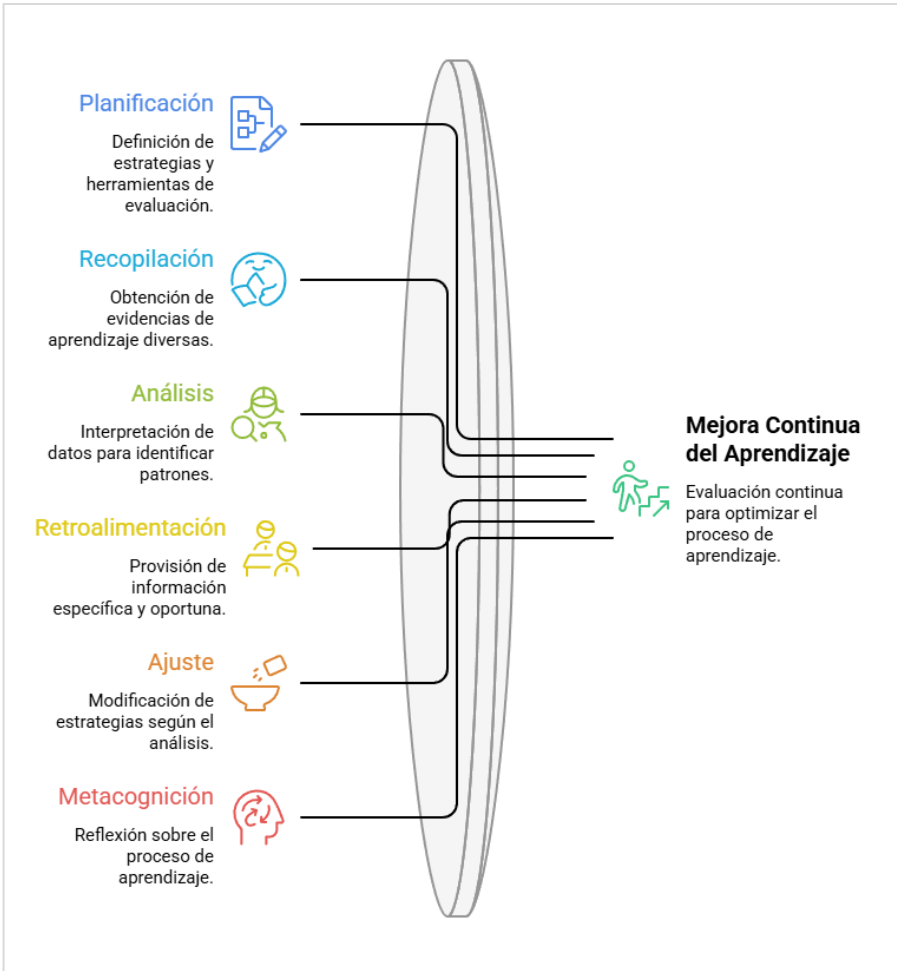 Planificación
Definición de
estrategias y
herramientas de
evaluación.
Recopilación
Obtención de
evidencias de
aprendizaje diversas.
Análisis
Interpretación de
datos para identificar
patrones.
Retroalimentación
Provisión de
información
específica y oportuna.
Ajuste
Modificación de
estrategias según el
análisis.
Metacognición
Reflexión sobre el
proceso de
aprendizaje.
Mejora Continua
del Aprendizaje
Evaluación continua
para optimizar el
proceso de
aprendizaje.